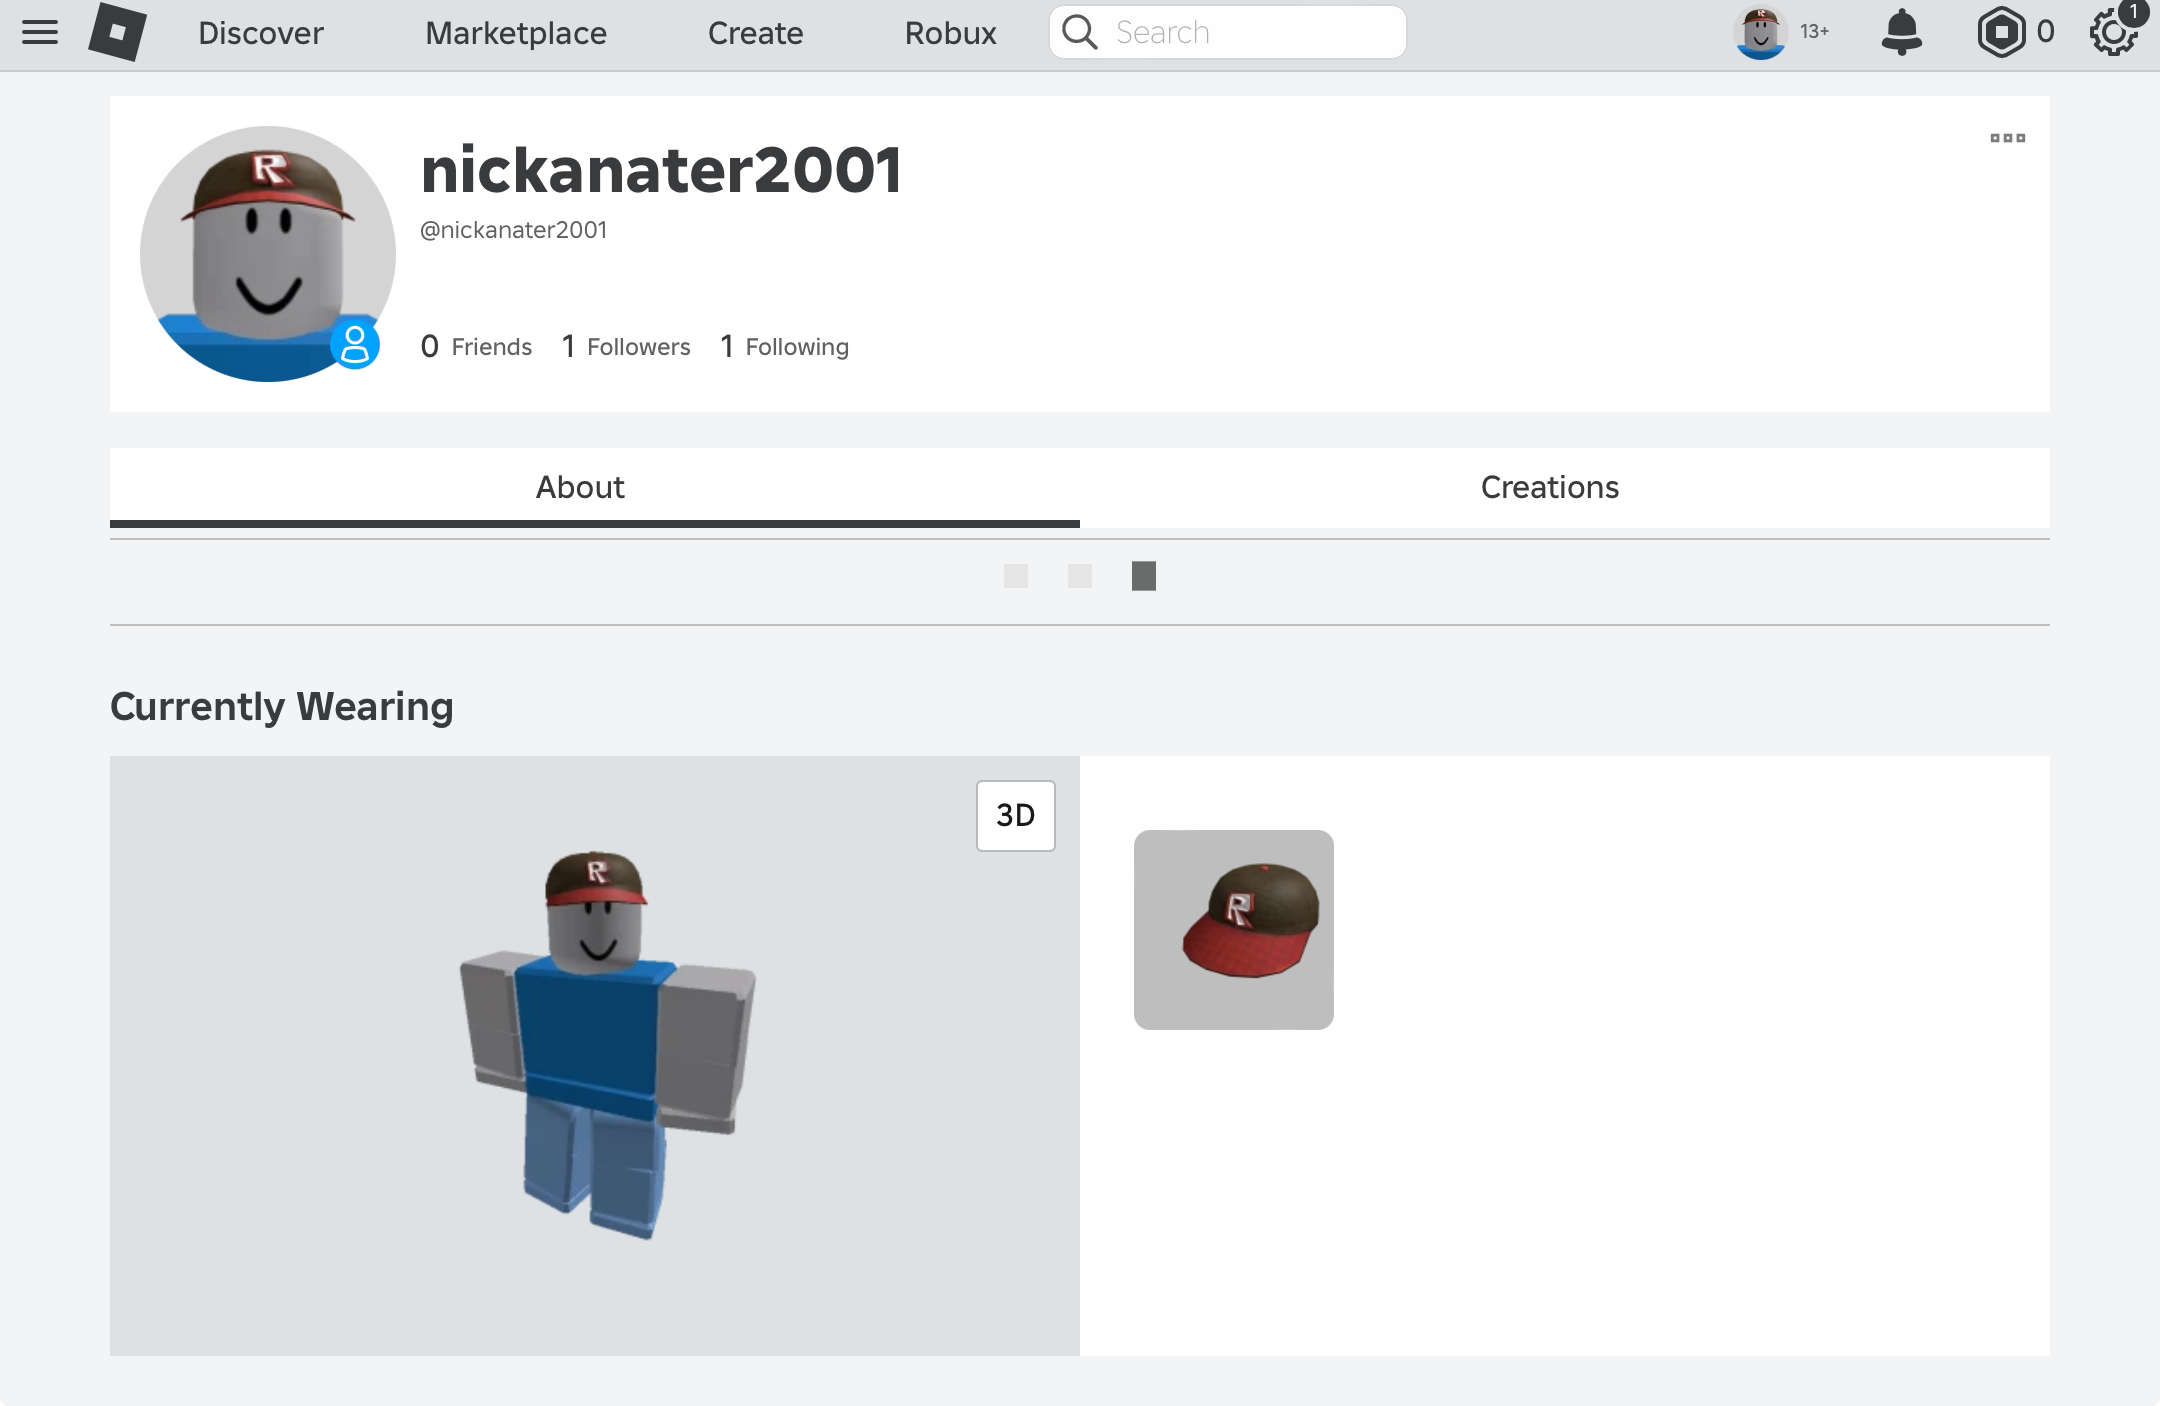 Discover Marketplace Create Robux Search 13+ 0 1
nickanater2001
@nickanater2001
0 Friends 1 Followers 1 Following
About Creations
Currently Wearing
3D
R
R
R